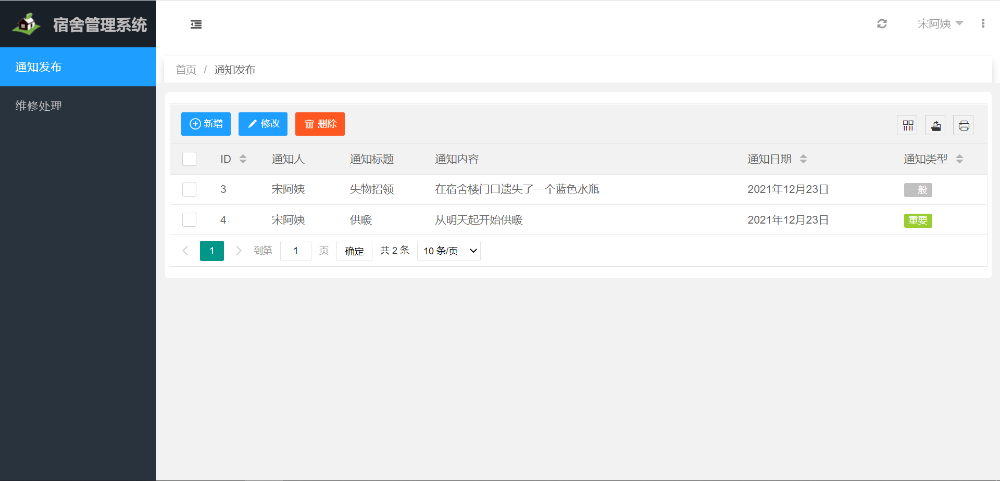 宿舍管理系统
宋阿姨
通知发布
维修处理
首页 / 通知发布
新增 修改 删除
ID 通知人 通知标题 通知内容 通知日期 通知类型
3 宋阿姨 失物招领 在宿舍楼门口遗失了一个蓝色水瓶 2021年12月23日 一般
4 宋阿姨 供暖 从明天起开始供暖 2021年12月23日 重要
1 到第 1 页 确定 共 2 条 10 条/页